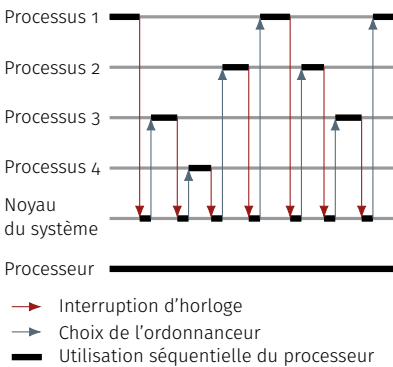 Processus 1
Processus 2
Processus 3
Processus 4
Noyau
du système
Processeur
Interruption d'horloge
Choix de l'ordonnanceur
Utilisation séquentielle du processeur